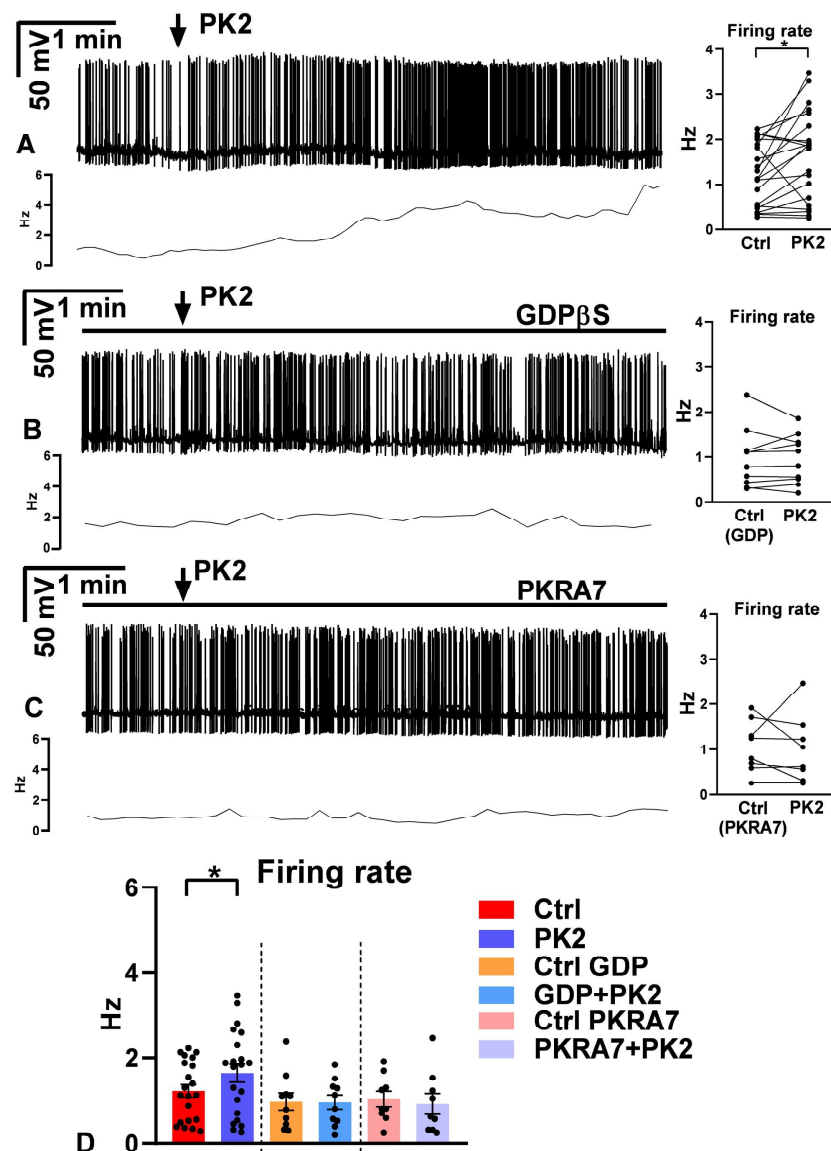 1 min
50 mV
PK2
A
6
4
2
0
Hz
Firing rate
*
4
3
2
1
0
Hz
Ctrl
PK2
1 min
50 mV
PK2
GDPβS
B
6
4
2
0
Hz
Firing rate
4
3
2
1
0
Hz
Ctrl
PK2
(GDP)
1 min
50 mV
PK2
PKRA7
C
6
4
2
0
Hz
Firing rate
4
3
2
1
0
Hz
Ctrl
PK2
(PKRA7)
Firing rate
*
6
4
2
0
Hz
D
Ctrl
PK2
Ctrl GDP
GDP+PK2
Ctrl PKRA7
PKRA7+PK2